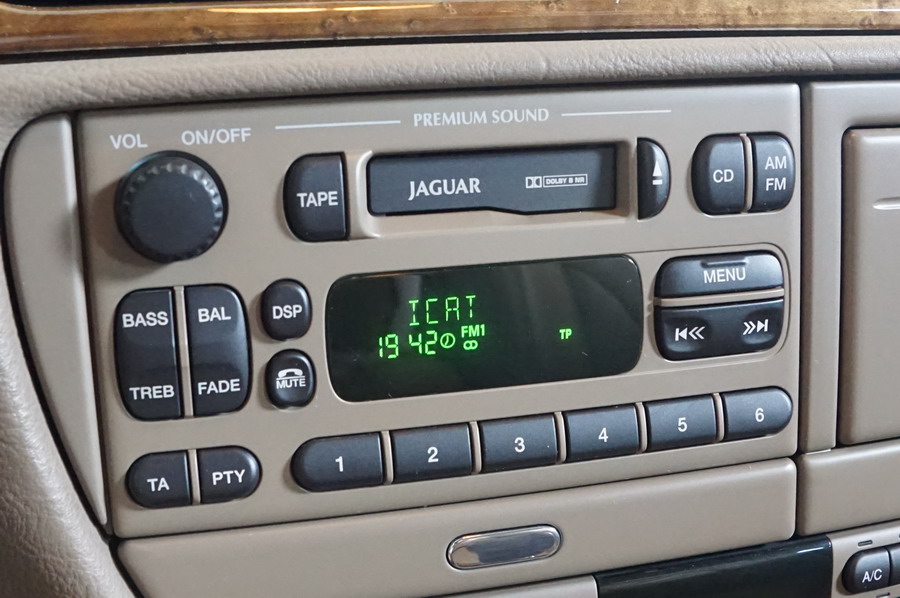 PREMIUM SOUND
VOL ON/OFF
TAPE
JAGUAR
DOLBY B NR
CD
AM
FM
BASS
BAL
DSP
ICAT
19 42 FM1
TP
MENU
TREB
FADE
MUTE
1 2 3 4 5 6
TA
PTY
A/C